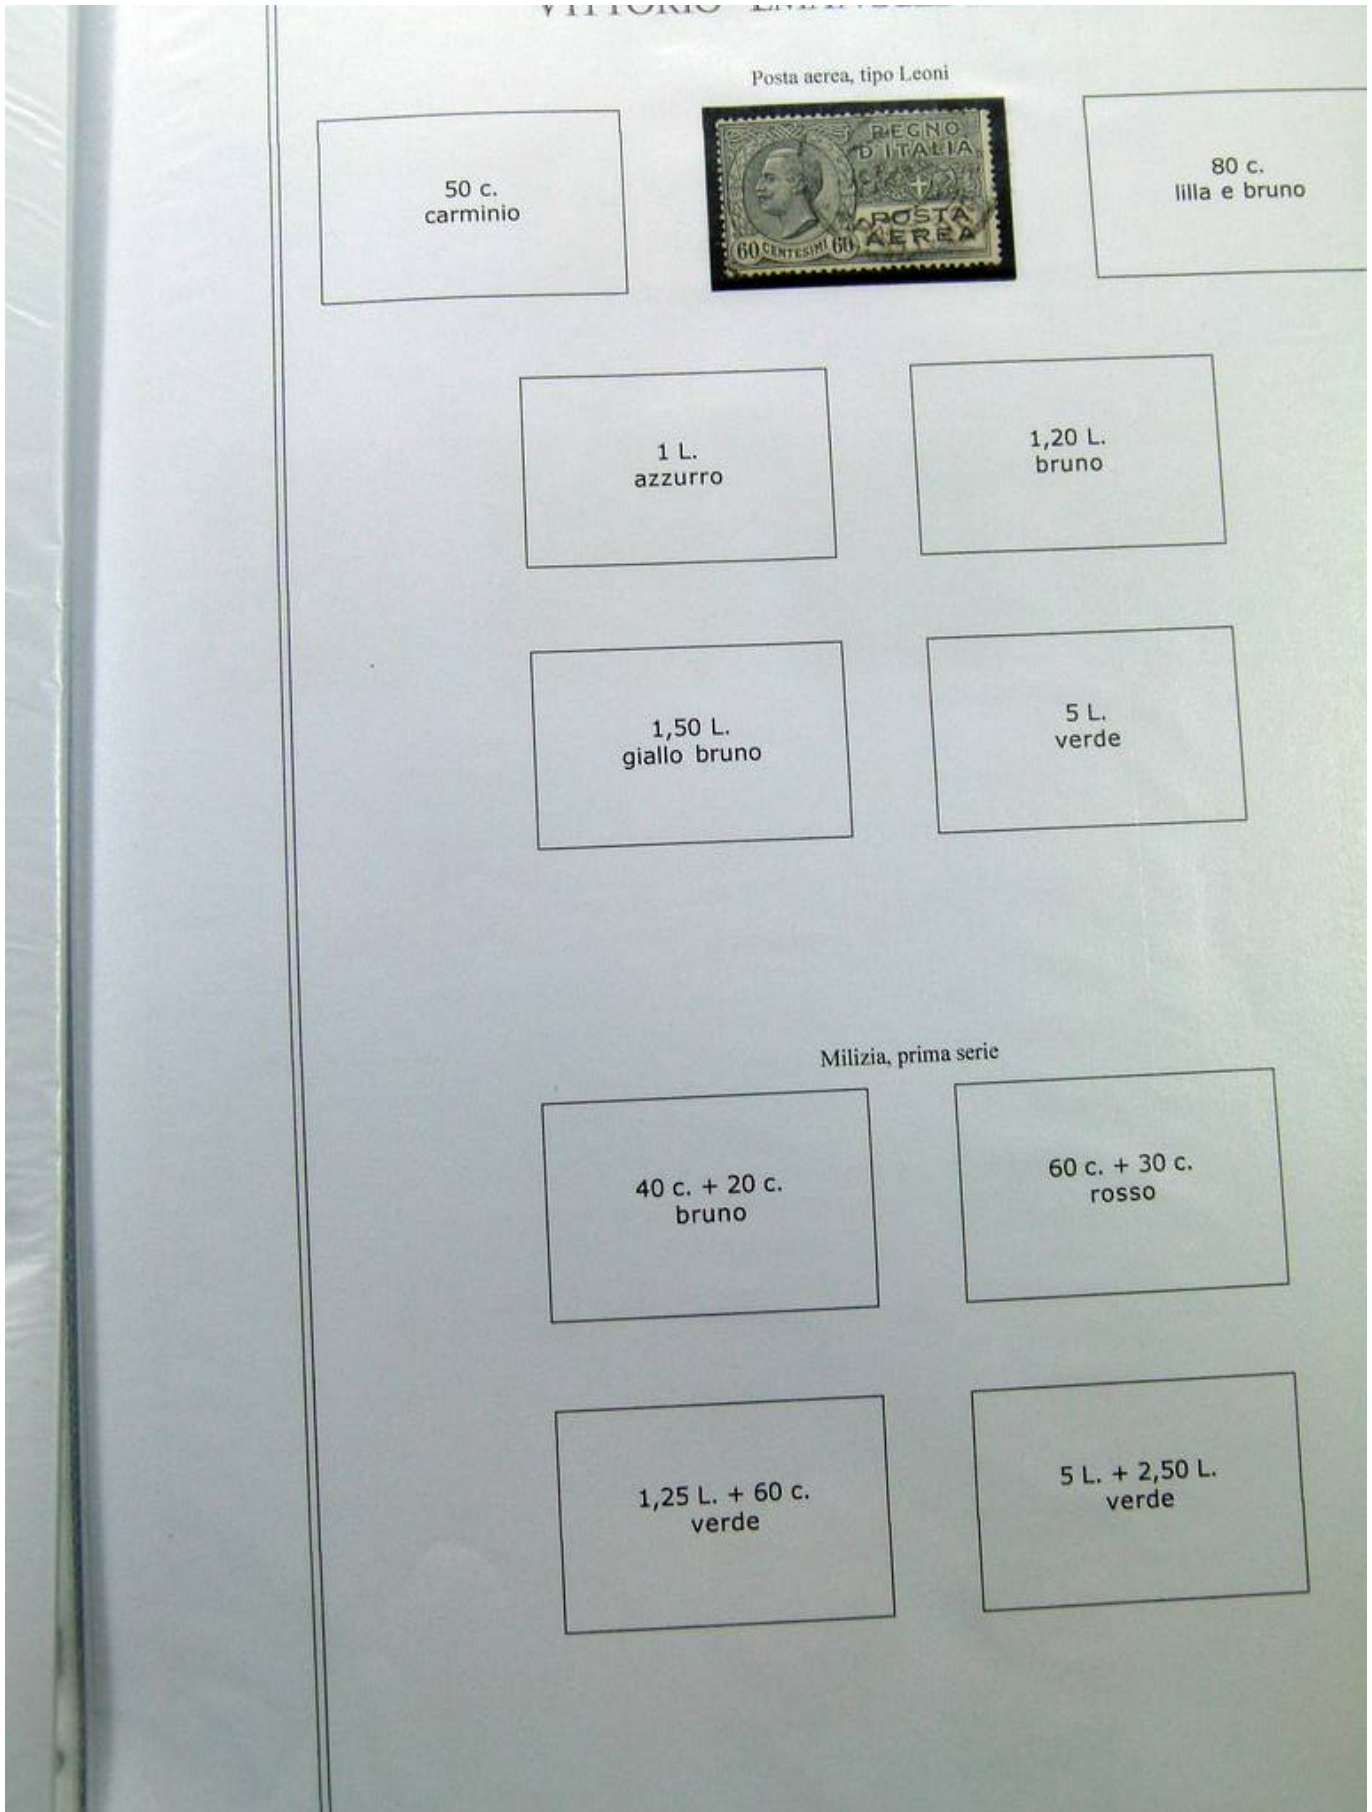 VITTORIO
Posta aerea, tipo Leoni
50 c.
carminio
REGNO
D'ITALIA
POSTA
AEREA
60 CENTESIMI 60
80 c.
lilla e bruno
1 L.
azzurro
1,20 L.
bruno
1,50 L.
giallo bruno
5 L.
verde
Milizia, prima serie
40 c. + 20 c.
bruno
60 c. + 30 c.
rosso
1,25 L. + 60 c.
verde
5 L. + 2,50 L.
verde